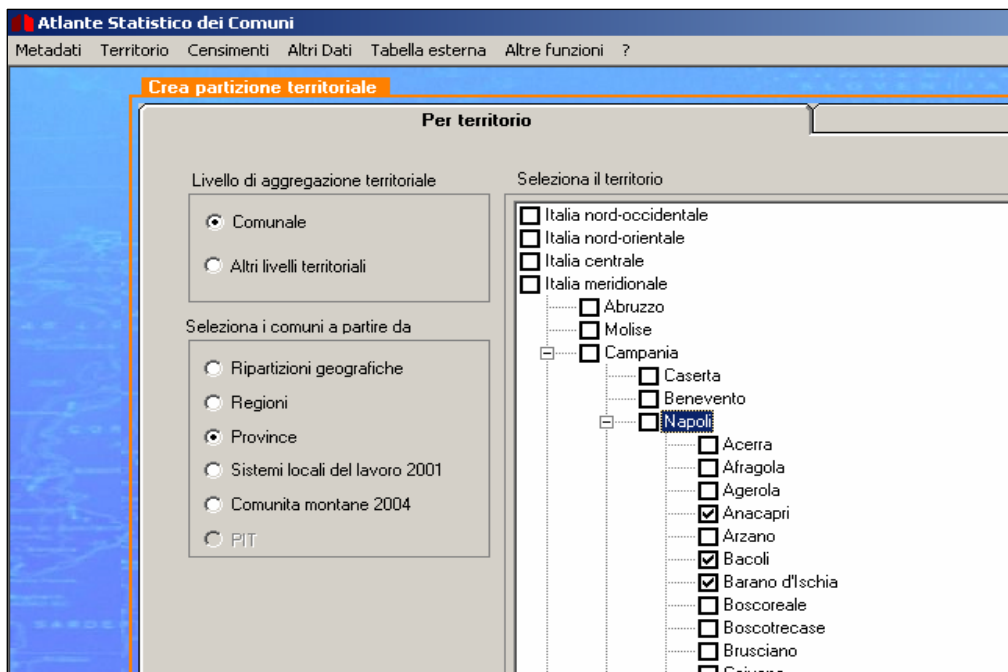 Atlante Statistico dei Comuni
Metadati Territorio Censimenti Altri Dati Tabella esterna Altre funzioni ?
Crea partizione territoriale
Per territorio
Livello di aggregazione territoriale
Comunale
Altri livelli territoriali
Seleziona i comuni a partire da
Ripartizioni geografiche
Regioni
Province
Sistemi locali del lavoro 2001
Comunita montane 2004
PIT
Seleziona il territorio
Italia nord-occidentale
Italia nord-orientale
Italia centrale
Italia meridionale
Abruzzo
Molise
Campania
Caserta
Benevento
Napoli
Acerra
Afragola
Agerola
Anacapri
Arzano
Bacoli
Barano d'Ischia
Boscoreale
Boscotrecase
Brusciano